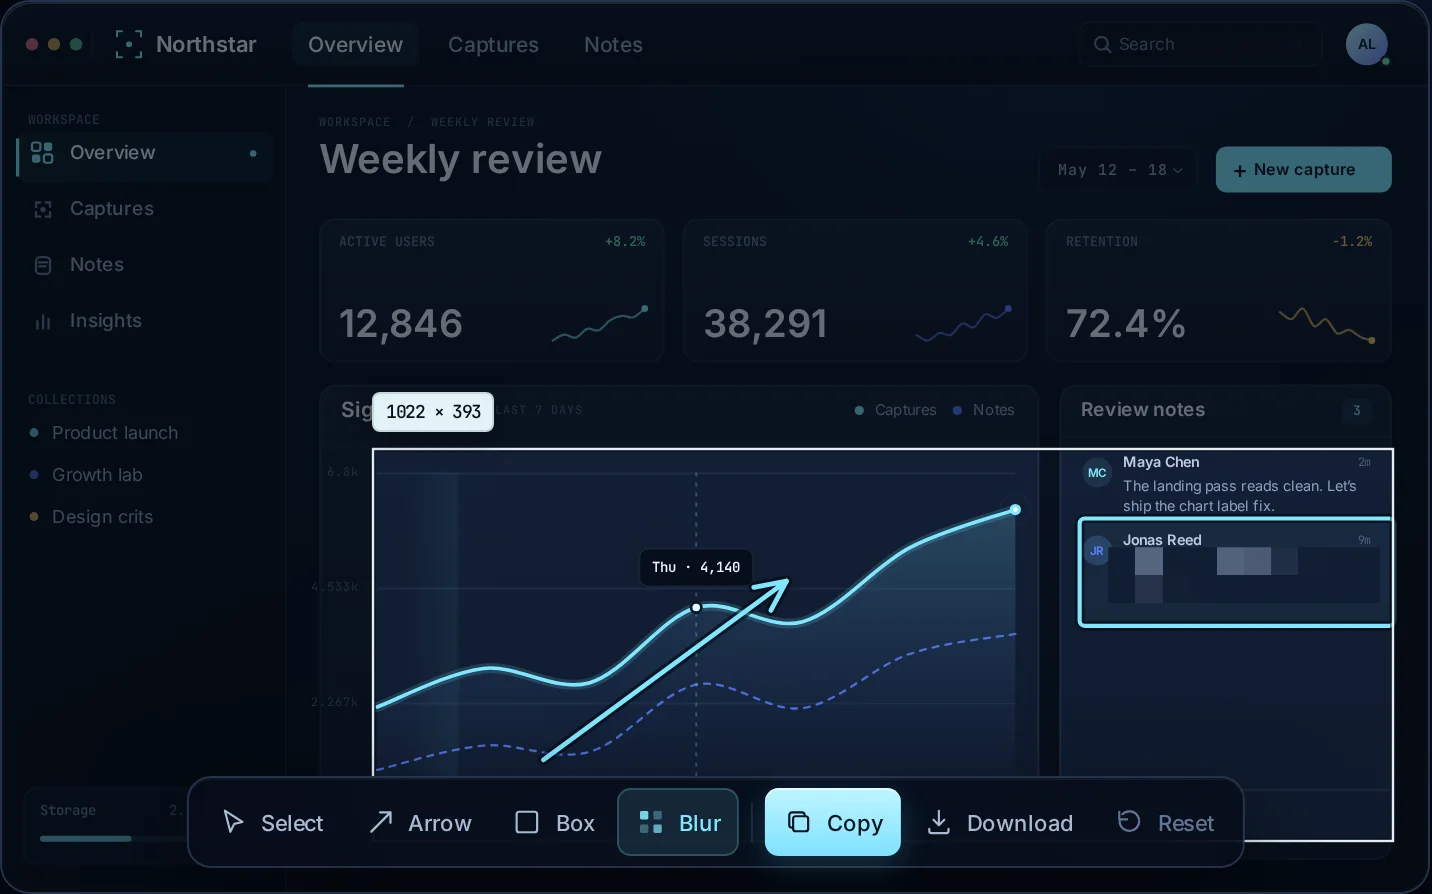 Northstar
Overview
Captures
Notes
Search
AL
WORKSPACE
Overview
Captures
Notes
Insights
COLLECTIONS
Product launch
Growth lab
Design crits
Storage
2.
WORKSPACE / WEEKLY REVIEW
Weekly review
May 12 – 18
+ New capture
ACTIVE USERS +8.2%
12,846
SESSIONS +4.6%
38,291
RETENTION -1.2%
72.4%
Sig
1022 × 393
LAST 7 DAYS
Captures
Notes
6.8k
4.533k
2.267k
Thu · 4,140
Review notes 3
MC
Maya Chen 2m
The landing pass reads clean. Let's
ship the chart label fix.
JR
Jonas Reed 9m
Select
Arrow
Box
Blur
Copy
Download
Reset